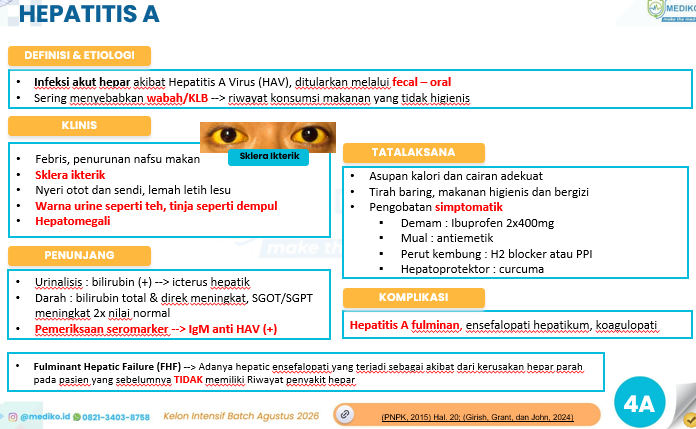 HEPATITIS A
MEDIKO
DEFINISI & ETIOLOGI
• Infeksi akut hepar akibat Hepatitis A Virus (HAV), ditularkan melalui fecal – oral
• Sering menyebabkan wabah/KLB --> riwayat konsumsi makanan yang tidak higienis
KLINIS
Sklera Ikterik
• Febris, penurunan nafsu makan
• Sklera ikterik
• Nyeri otot dan sendi, lemah letih lesu
• Warna urine seperti teh, tinja seperti dempul
• Hepatomegali
PENUNJANG
• Urinalisis : bilirubin (+) --> icterus hepatik
• Darah : bilirubin total & direk meningkat, SGOT/SGPT
meningkat 2x nilai normal
• Pemeriksaan seromarker --> IgM anti HAV (+)
TATALAKSANA
• Asupan kalori dan cairan adekuat
• Tirah baring, makanan higienis dan bergizi
• Pengobatan simptomatik
• Demam : Ibuprofen 2x400mg
• Mual : antiemetik
• Perut kembung : H2 blocker atau PPI
• Hepatoprotektor : curcuma
KOMPLIKASI
Hepatitis A fulminan, ensefalopati hepatikum, koagulopati
• Fulminant Hepatic Failure (FHF) --> Adanya hepatic ensefalopati yang terjadi sebagai akibat dari kerusakan hepar parah
pada pasien yang sebelumnya TIDAK memiliki Riwayat penyakit hepar
@mediko.id 0821-3403-8758 Kelon Intensif Batch Agustus 2026
(PNPK, 2015) Hal. 20; (Girish, Grant, dan John, 2024)
4A